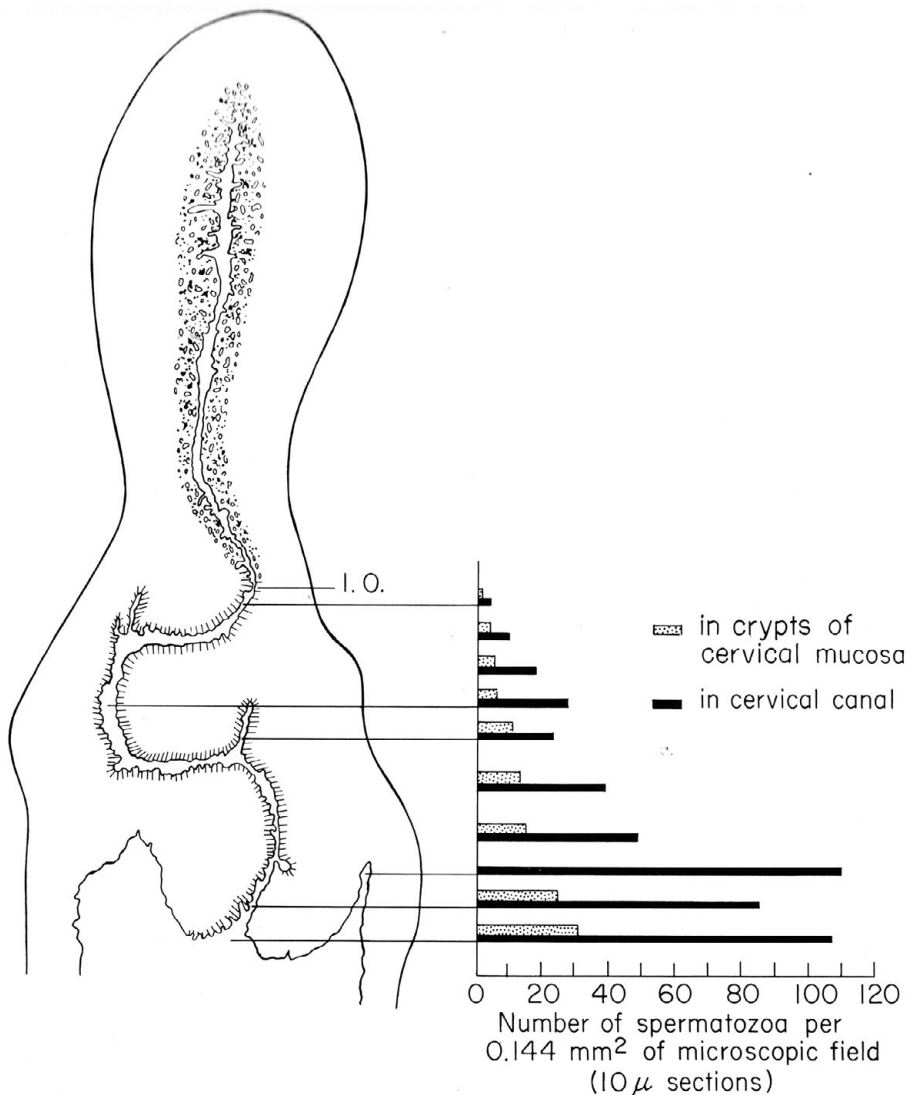 I.O.
in crypts of
cervical mucosa
in cervical canal
0 20 40 60 80 100 120
Number of spermatozoa per
0.144 mm² of microscopic field
(10 μ sections)